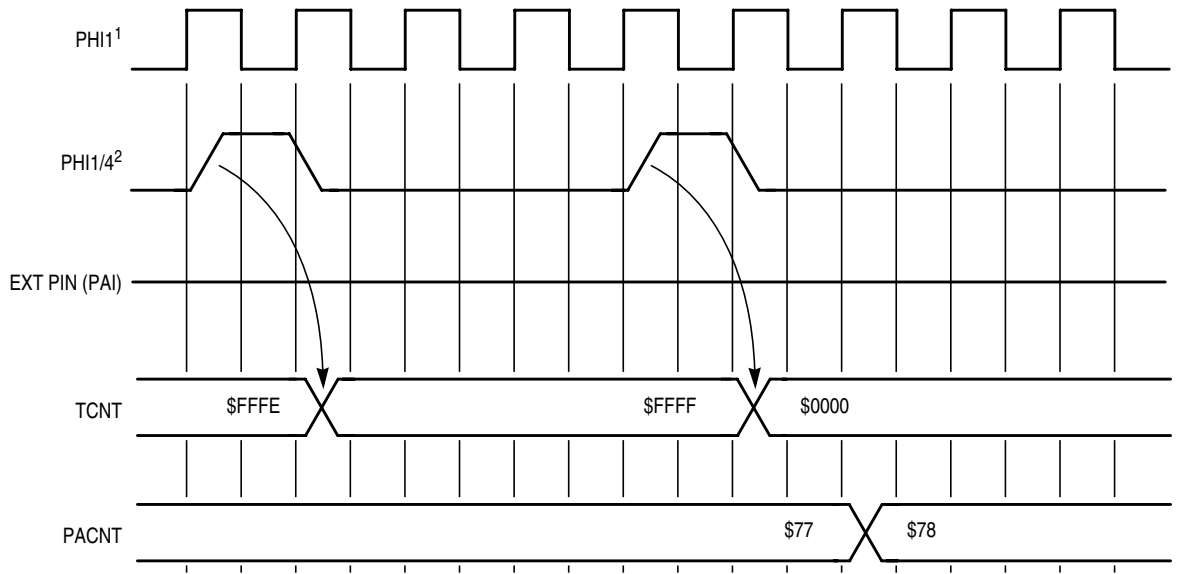 PHI1¹
PHI1/4²
EXT PIN (PAI)
TCNT
$FFFE
$FFFF
$0000
PACNT
$77
$78